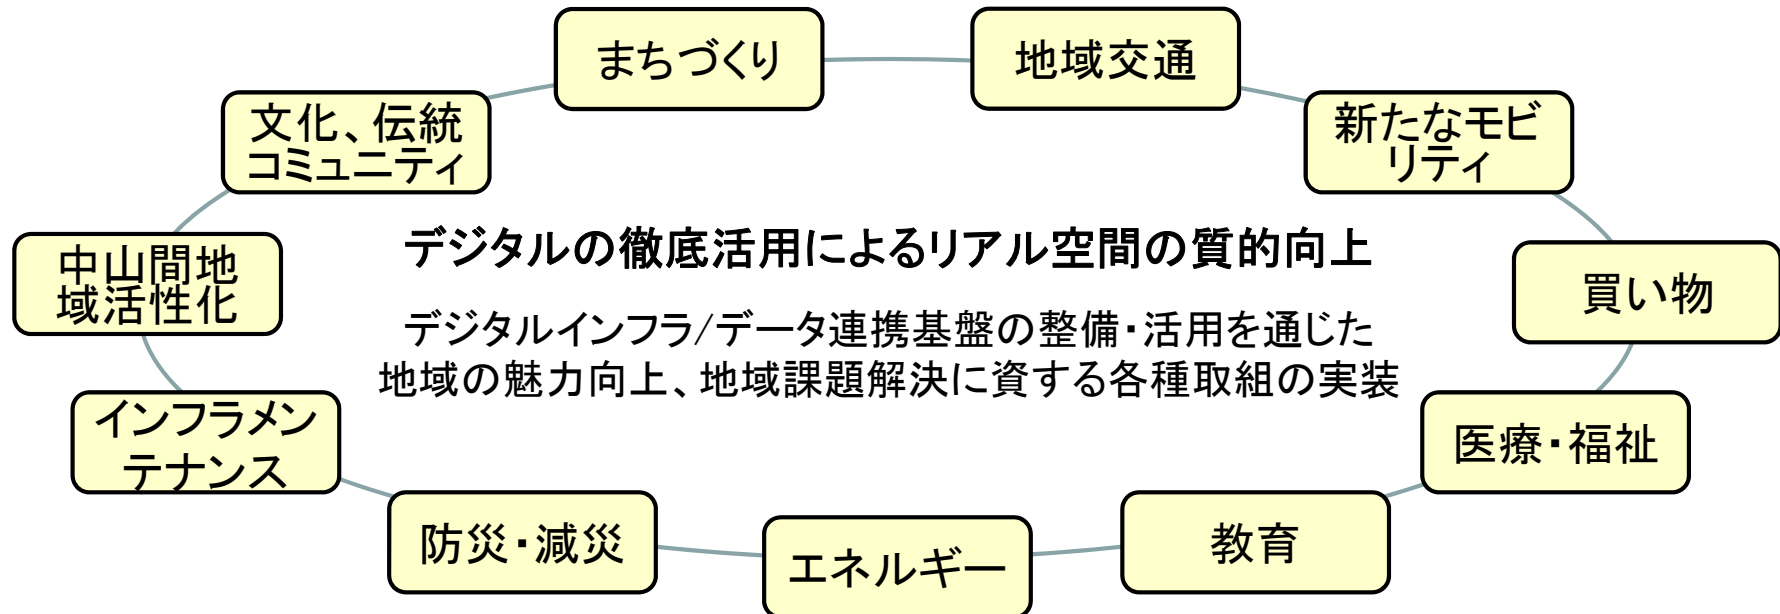 まちづくり
地域交通
文化、伝統
コミュニティ
新たなモビ
リティ
デジタルの徹底活用によるリアル空間の質的向上
中山間地
域活性化
買い物
デジタルインフラ/データ連携基盤の整備・活用を通じた
地域の魅力向上、地域課題解決に資する各種取組の実装
インフラメン
テナンス
医療・福祉
防災・減災
エネルギー
教育